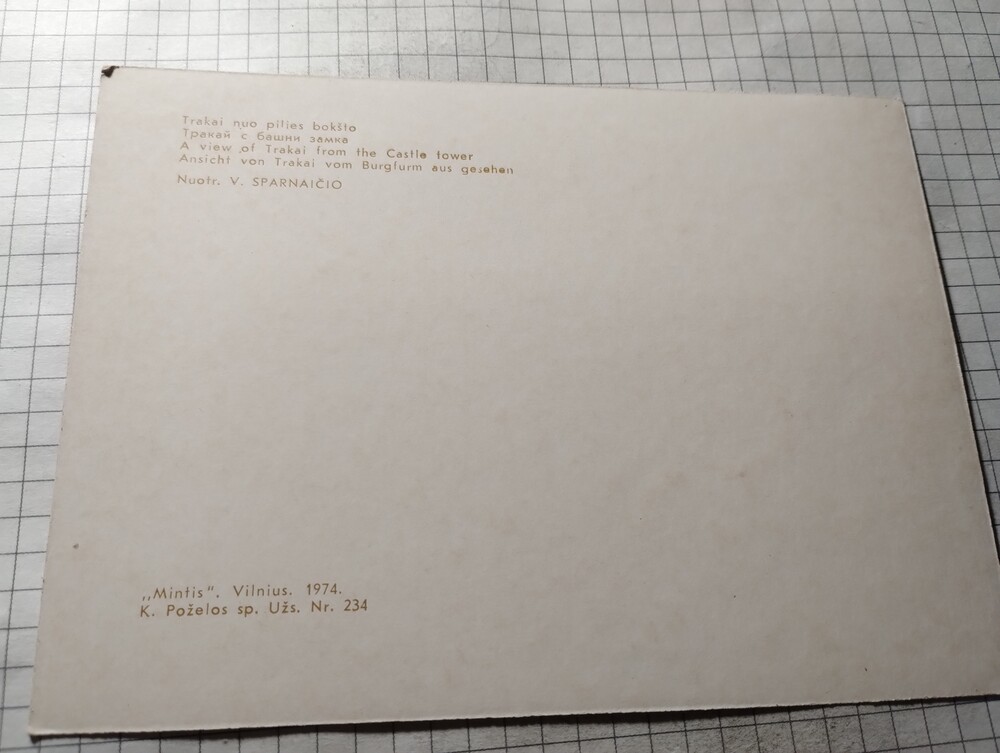 Trakai nuo pilies bokšto
Тракай с башни замка
A view of Trakai from the Castle tower
Ansicht von Trakai vom Burgturm aus gesehen
Nuotr. V. SPARNAIČIO
„Mintis". Vilnius. 1974.
K. Poželos sp. Užs. Nr. 234